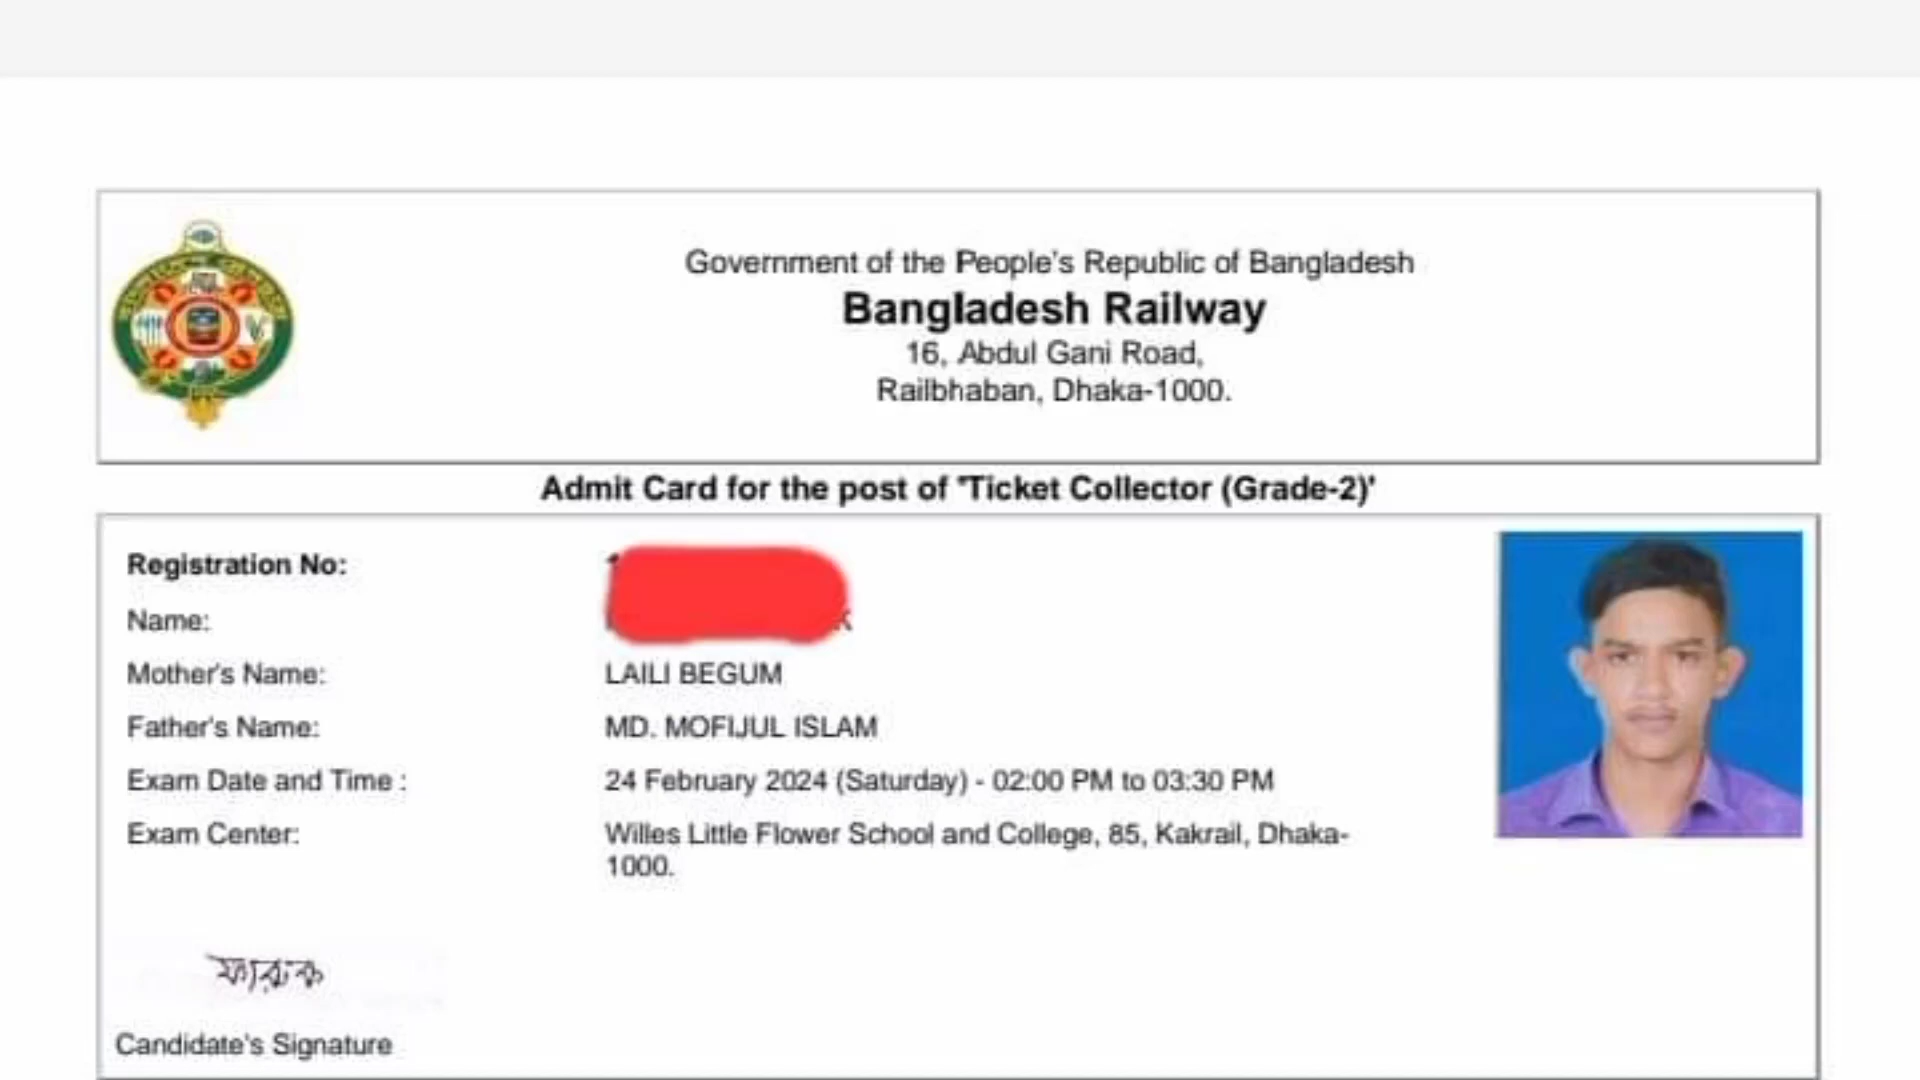 Government of the People's Republic of Bangladesh
Bangladesh Railway
16, Abdul Gani Road,
Railbhaban, Dhaka-1000.
Admit Card for the post of 'Ticket Collector (Grade-2)'
Registration No:
Name:
Mother's Name: LAILI BEGUM
Father's Name: MD. MOFIJUL ISLAM
Exam Date and Time : 24 February 2024 (Saturday) - 02:00 PM to 03:30 PM
Exam Center: Willes Little Flower School and College, 85, Kakrail, Dhaka-
1000.
ফারুক
Candidate's Signature